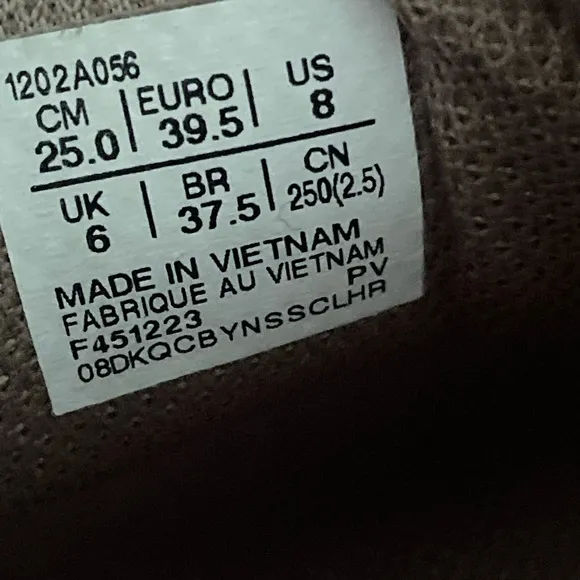 1202A056
CM | EURO | US
25.0 | 39.5 | 8
UK | BR | CN
6 | 37.5 | 250(2.5)
MADE IN VIETNAM
FABRIQUE AU VIETNAM
F451223 PV
08DKQCBYNSSCLHR